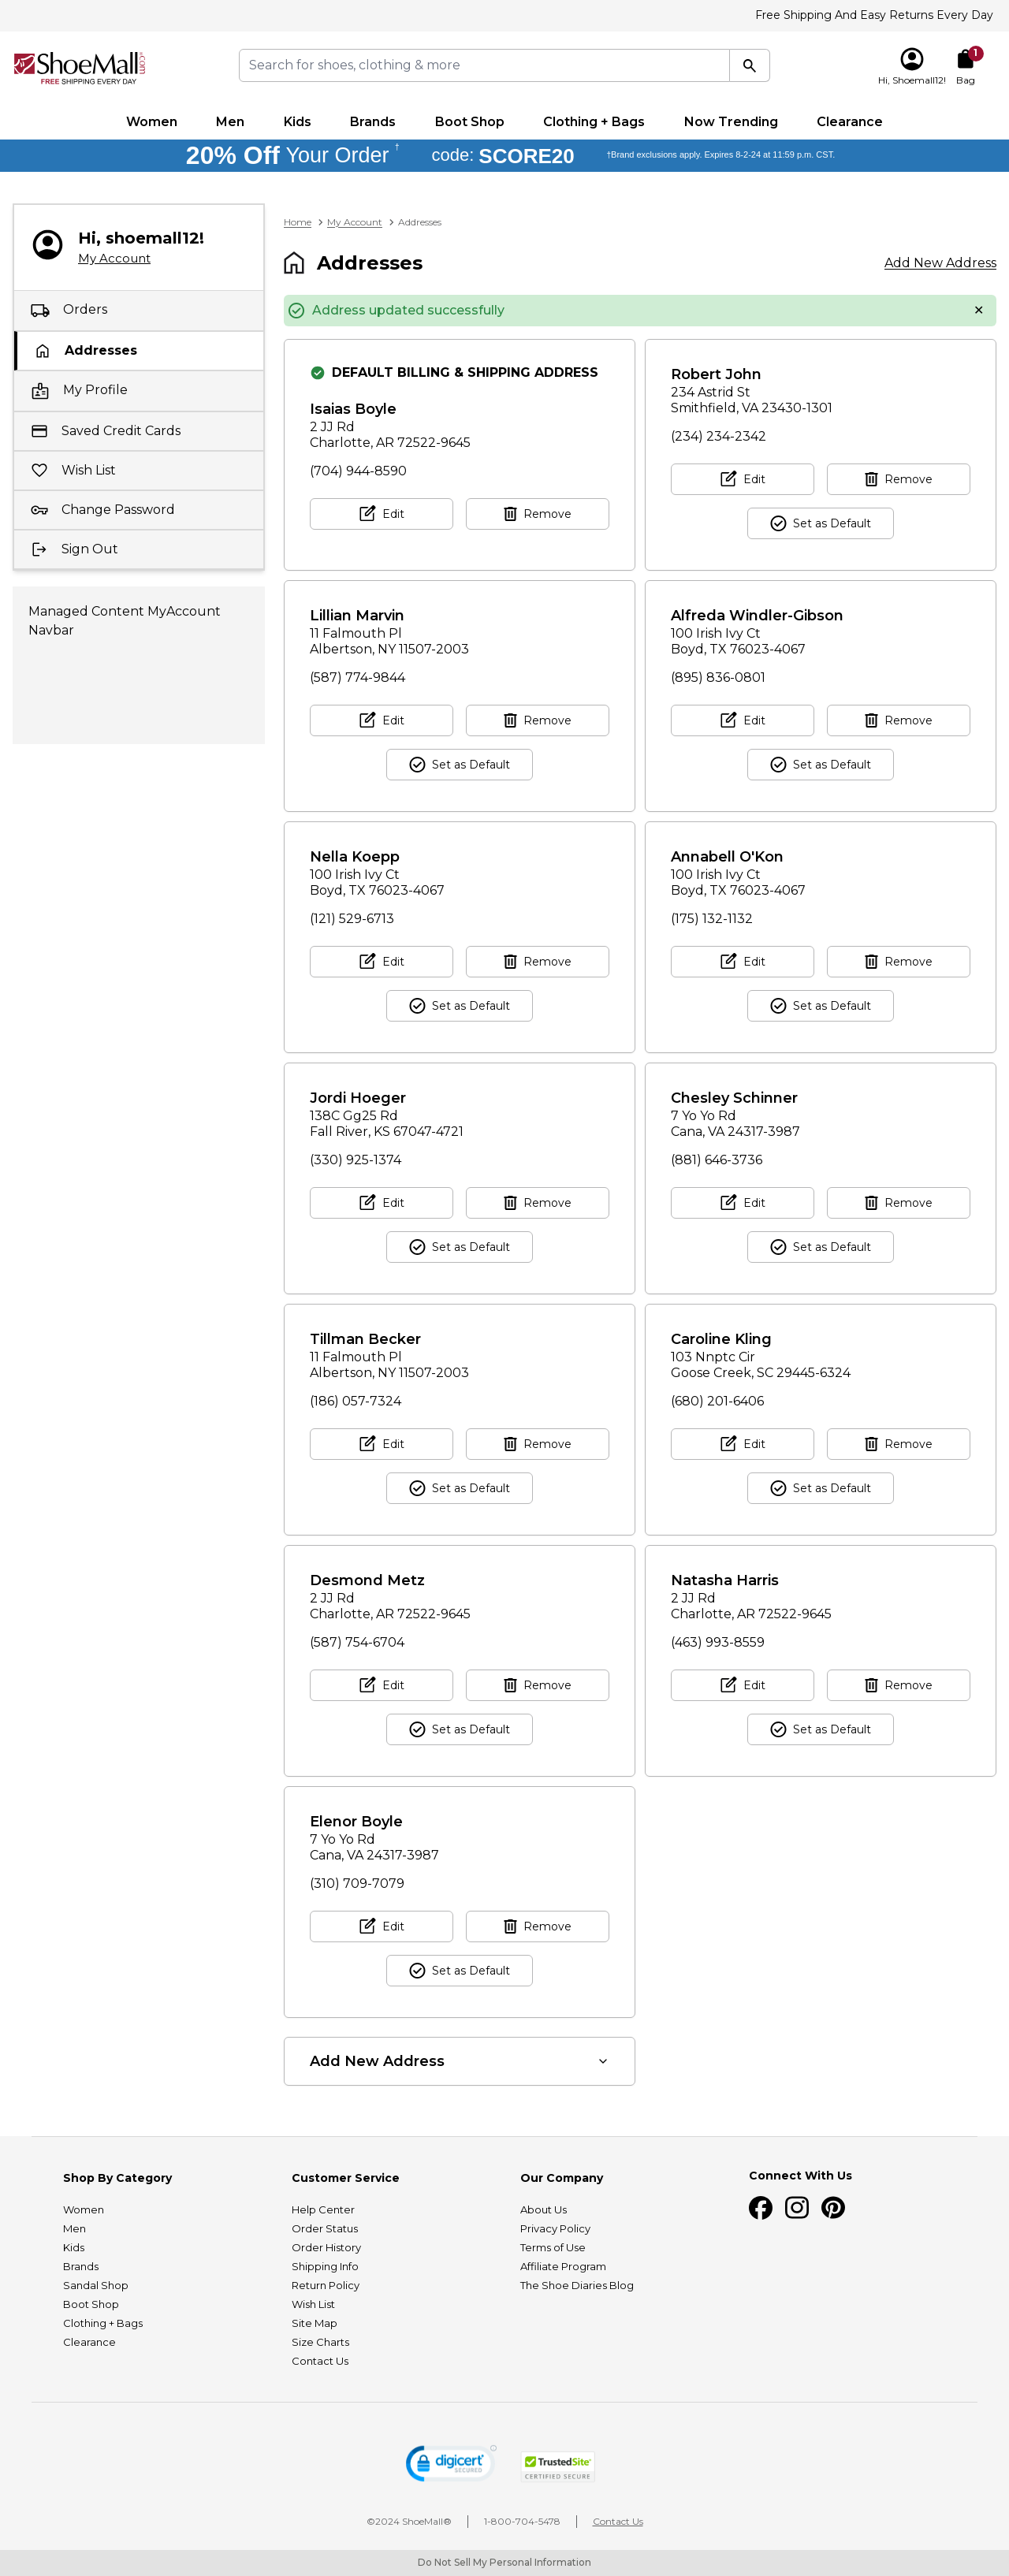 Free Shipping And Easy Returns Every Day
ShoeMall.com
FREE SHIPPING EVERY DAY
Search for shoes, clothing & more
1
Hi, Shoemall12!
Bag
Women Men Kids Brands Boot Shop Clothing + Bags Now Trending Clearance
20% Off Your Order † code: SCORE20 †Brand exclusions apply. Expires 8-2-24 at 11:59 p.m. CST.
Hi, shoemall12!
My Account
Orders
Addresses
My Profile
Saved Credit Cards
Wish List
Change Password
Sign Out
Managed Content MyAccount
Navbar
Home > My Account > Addresses
Addresses
Add New Address
Address updated successfully ×
DEFAULT BILLING & SHIPPING ADDRESS
Isaias Boyle
2 JJ Rd
Charlotte, AR 72522-9645
(704) 944-8590
Edit Remove
Robert John
234 Astrid St
Smithfield, VA 23430-1301
(234) 234-2342
Edit Remove
Set as Default
Lillian Marvin
11 Falmouth Pl
Albertson, NY 11507-2003
(587) 774-9844
Edit Remove
Set as Default
Alfreda Windler-Gibson
100 Irish Ivy Ct
Boyd, TX 76023-4067
(895) 836-0801
Edit Remove
Set as Default
Nella Koepp
100 Irish Ivy Ct
Boyd, TX 76023-4067
(121) 529-6713
Edit Remove
Set as Default
Annabell O'Kon
100 Irish Ivy Ct
Boyd, TX 76023-4067
(175) 132-1132
Edit Remove
Set as Default
Jordi Hoeger
138C Gg25 Rd
Fall River, KS 67047-4721
(330) 925-1374
Edit Remove
Set as Default
Chesley Schinner
7 Yo Yo Rd
Cana, VA 24317-3987
(881) 646-3736
Edit Remove
Set as Default
Tillman Becker
11 Falmouth Pl
Albertson, NY 11507-2003
(186) 057-7324
Edit Remove
Set as Default
Caroline Kling
103 Nnptc Cir
Goose Creek, SC 29445-6324
(680) 201-6406
Edit Remove
Set as Default
Desmond Metz
2 JJ Rd
Charlotte, AR 72522-9645
(587) 754-6704
Edit Remove
Set as Default
Natasha Harris
2 JJ Rd
Charlotte, AR 72522-9645
(463) 993-8559
Edit Remove
Set as Default
Elenor Boyle
7 Yo Yo Rd
Cana, VA 24317-3987
(310) 709-7079
Edit Remove
Set as Default
Add New Address
Shop By Category
Women
Men
Kids
Brands
Sandal Shop
Boot Shop
Clothing + Bags
Clearance
Customer Service
Help Center
Order Status
Order History
Shipping Info
Return Policy
Wish List
Site Map
Size Charts
Contact Us
Our Company
About Us
Privacy Policy
Terms of Use
Affiliate Program
The Shoe Diaries Blog
Connect With Us
digicert
SECURED
TrustedSite
CERTIFIED SECURE
©2024 ShoeMall® 1-800-704-5478 Contact Us
Do Not Sell My Personal Information